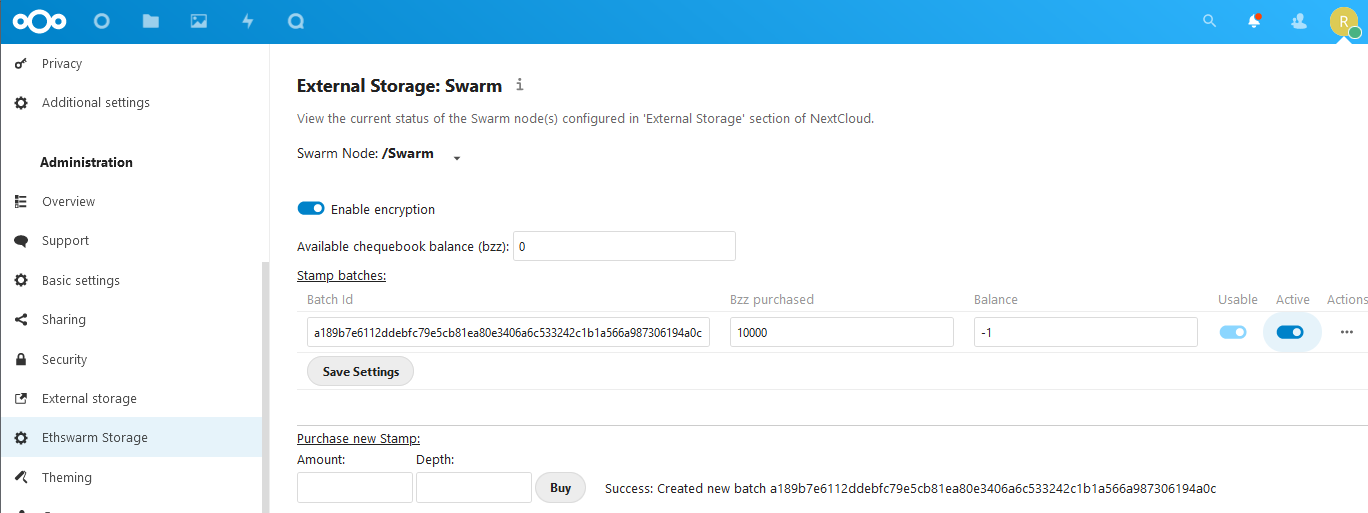 R
Privacy
Additional settings
Administration
Overview
Support
Basic settings
Sharing
Security
External storage
Ethswarm Storage
Theming
External Storage: Swarm i
View the current status of the Swarm node(s) configured in 'External Storage' section of NextCloud.
Swarm Node: /Swarm
Enable encryption
Available chequebook balance (bzz): 0
Stamp batches:
Batch Id Bzz purchased Balance Usable Active Actions
a189b7e6112ddebfc79e5cb81ea80e3406a6c533242c1b1a566a987306194a0c 10000 -1 ...
Save Settings
Purchase new Stamp:
Amount: Depth:
Buy Success: Created new batch a189b7e6112ddebfc79e5cb81ea80e3406a6c533242c1b1a566a987306194a0c